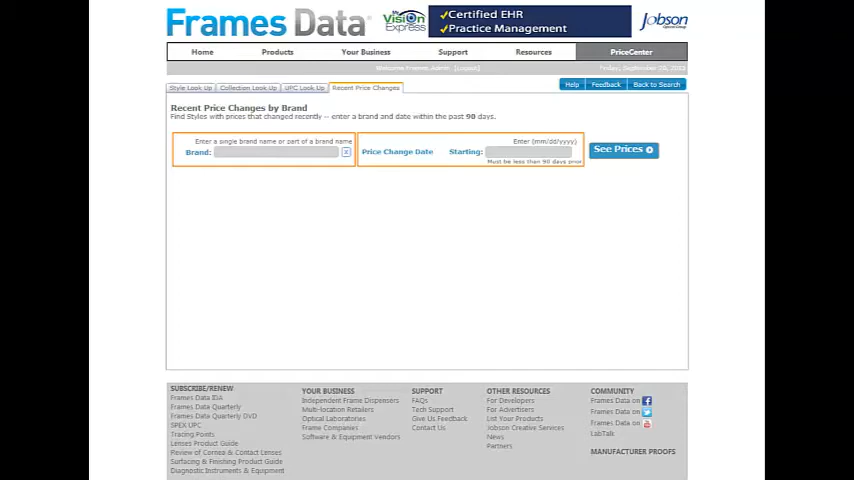 Frames Data
My Vision Express
✓Certified EHR
✓Practice Management
Jobson
Home Products Your Business Support Resources PriceCenter
Welcome Frames Admin [Logout]
Style Look Up Collection Look Up UPC Look Up Recent Price Changes
Help Feedback Back to Search
Recent Price Changes by Brand
Find Styles with prices that changed recently -- enter a brand and date within the past 90 days.
Enter a single brand name or part of a brand name
Brand:
Enter (mm/dd/yyyy)
Price Change Date Starting:
Must be less than 90 days prior
See Prices
SUBSCRIBE/RENEW
Frames Data IDA
Frames Data Quarterly
Frames Data Quarterly DVD
SPEX UPC
Tracing Points
Lenses Product Guide
Review of Cornea & Contact Lenses
Surfacing & Finishing Product Guide
Diagnostic Instruments & Equipment
YOUR BUSINESS
Independent Frame Dispensers
Multi-location Retailers
Optical Laboratories
Frame Companies
Software & Equipment Vendors
SUPPORT
FAQs
Tech Support
Give Us Feedback
Contact Us
OTHER RESOURCES
For Developers
For Advertisers
List Your Products
Jobson Creative Services
News
Partners
COMMUNITY
Frames Data on
Frames Data on
Frames Data on
LabTalk
MANUFACTURER PROOFS